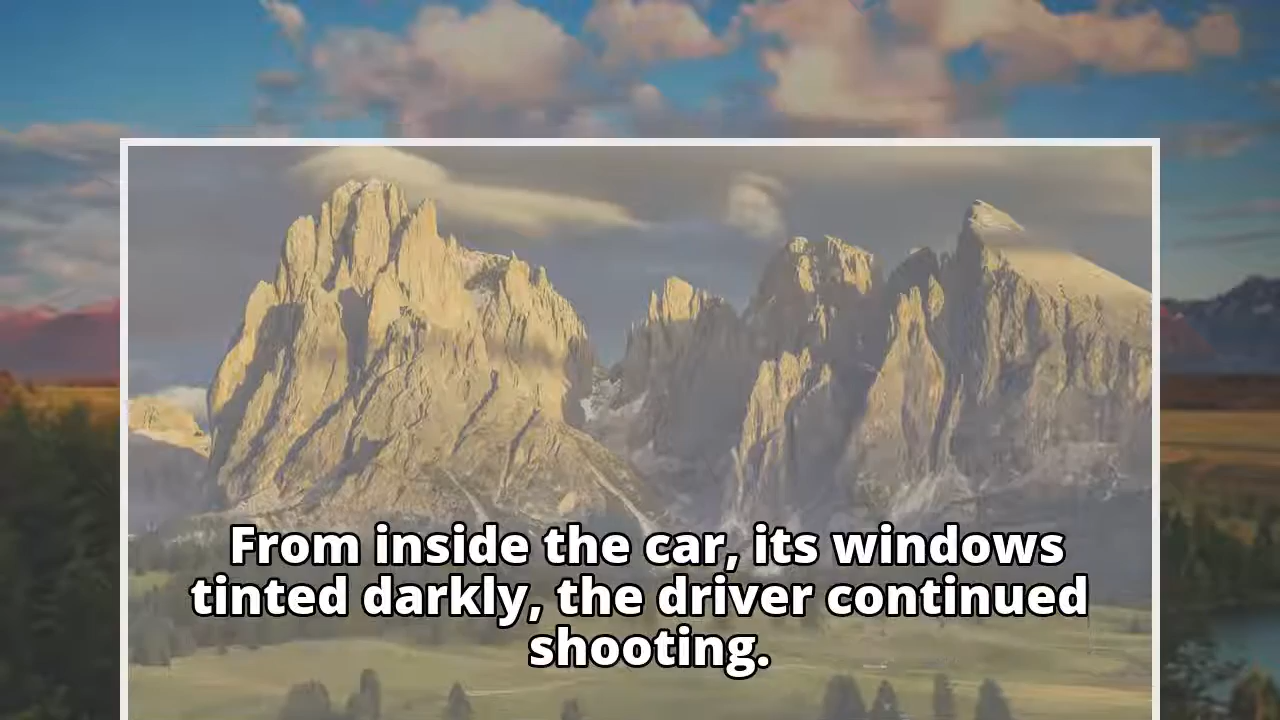 From inside the car, its windows
tinted darkly, the driver continued
shooting.